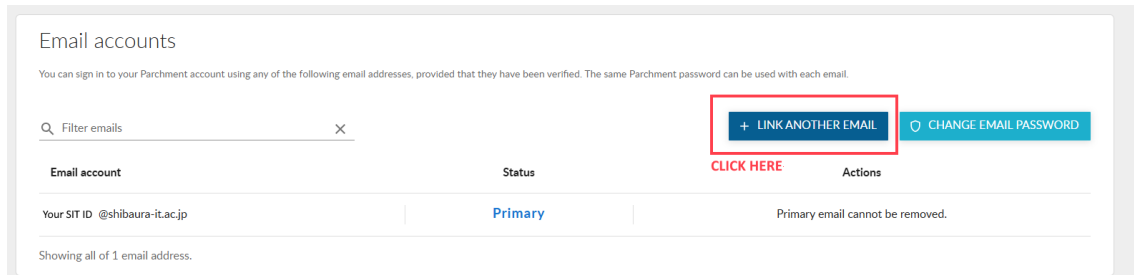 Email accounts
You can sign in to your Parchment account using any of the following email addresses, provided that they have been verified. The same Parchment password can be used with each email.
Filter emails
+ LINK ANOTHER EMAIL
CHANGE EMAIL PASSWORD
CLICK HERE
Email account Status Actions
Your SIT ID @shibaura-it.ac.jp Primary Primary email cannot be removed.
Showing all of 1 email address.